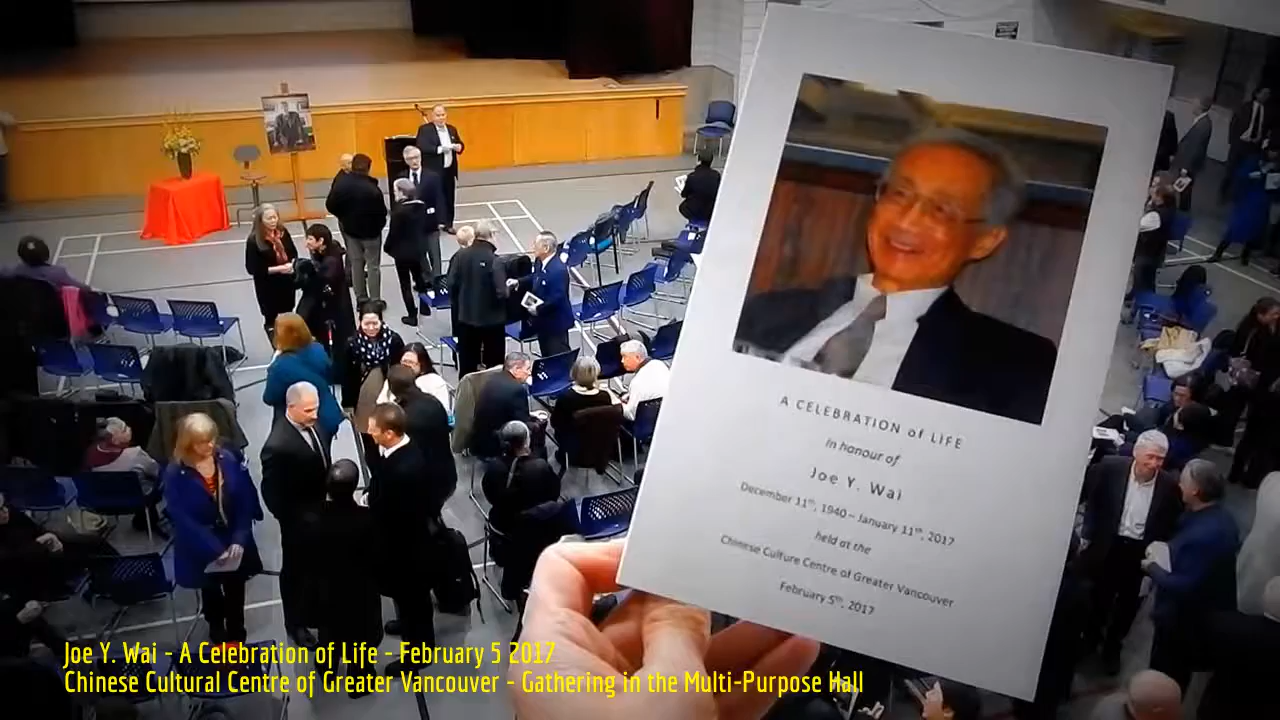 A CELEBRATION of LIFE
in honour of
Joe Y. Wai
December 11th, 1940 – January 11th, 2017
held at the
Chinese Culture Centre of Greater Vancouver
February 5th, 2017
Joe Y. Wai - A Celebration of Life - February 5 2017
Chinese Cultural Centre of Greater Vancouver - Gathering in the Multi-Purpose Hall